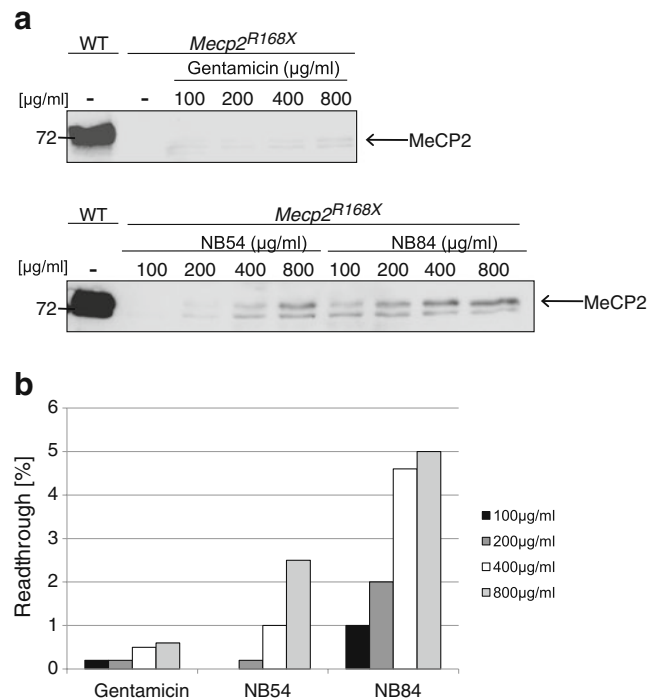 a
WT Mecp2R168X
Gentamicin (µg/ml)
[µg/ml] - - 100 200 400 800
72 MeCP2
WT Mecp2R168X
NB54 (µg/ml) NB84 (µg/ml)
[µg/ml] - 100 200 400 800 100 200 400 800
72 MeCP2
b
Readthrough [%]
6
5
4
3
2
1
0
100µg/ml
200µg/ml
400µg/ml
800µg/ml
Gentamicin NB54 NB84